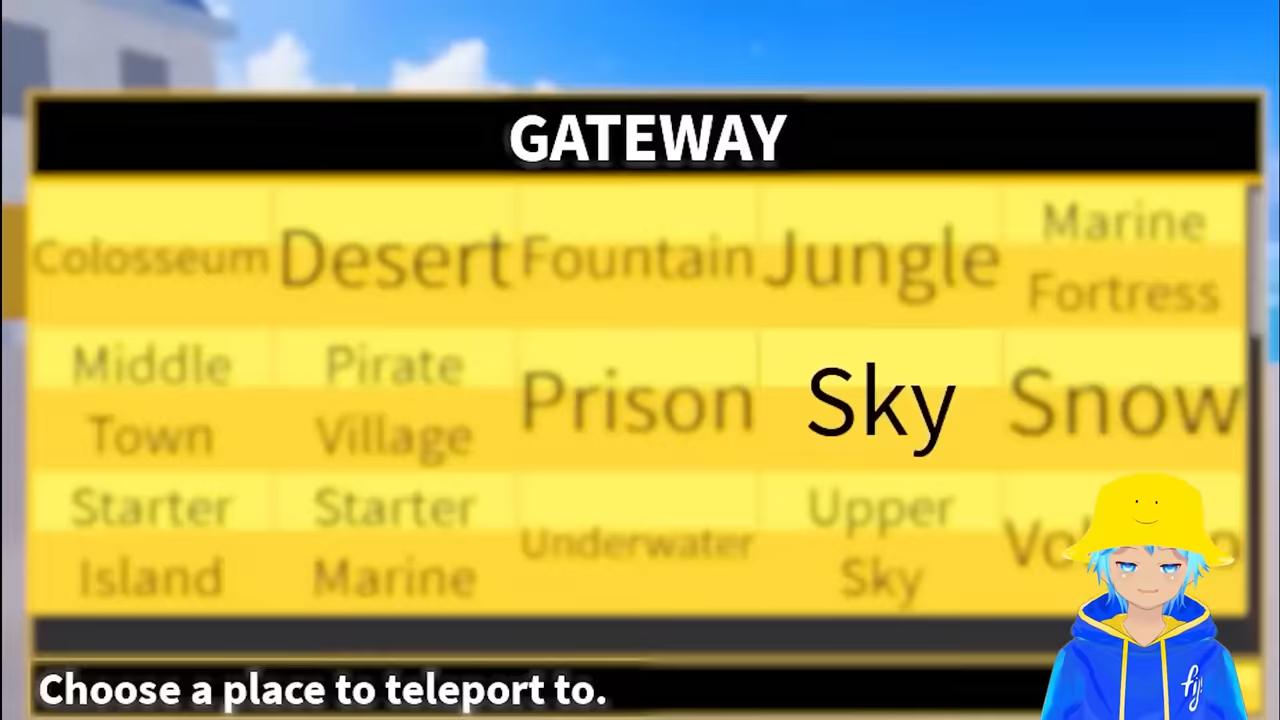 GATEWAY
Colosseum
Desert
Fountain
Jungle
Marine
Fortress
Middle
Town
Pirate
Village
Prison
Sky
Snow
Starter
Island
Starter
Marine
Underwater
Upper
Sky
Choose a place to teleport to.